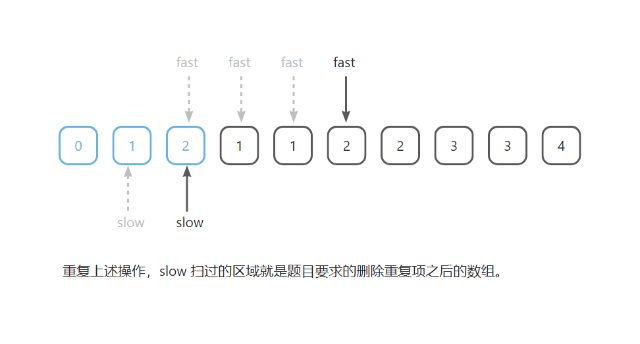 fast fast fast fast
0 1 2 1 1 2 2 3 3 4
slow slow
重复上述操作，slow 扫过的区域就是题目要求的删除重复项之后的数组。